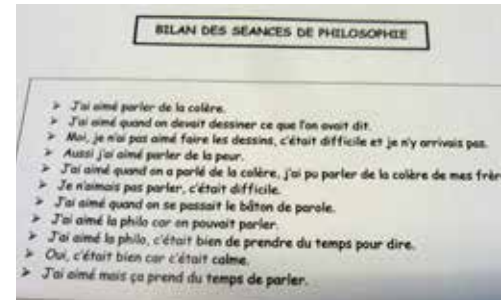 BILAN DES SEANCES DE PHILOSOPHIE
➤ J'ai aimé parler de la colère.
➤ J'ai aimé quand on devait dessiner ce que l'on avait dit.
➤ Moi, je n'ai pas aimé faire les dessins, c'était difficile et je n'y arrivais pas.
➤ Aussi j'ai aimé parler de la peur.
➤ J'ai aimé quand on a parlé de la colère, j'ai pu parler de la colère de mes frèr
➤ Je n'aimais pas parler, c'était difficile.
➤ J'ai aimé quand on se passait le bâton de parole.
➤ J'ai aimé la philo car on pouvait parler.
➤ J'ai aimé la philo, c'était bien de prendre du temps pour dire.
➤ Oui, c'était bien car c'était calme.
➤ J'ai aimé mais ça prend du temps de parler.